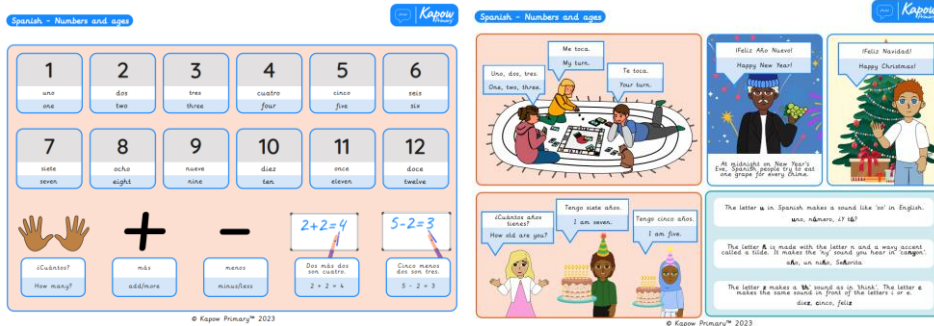 Spanish - Numbers and ages
Kapow
Primary
1
2
3
4
5
6
uno
dos
tres
cuatro
cinco
seis
one
two
three
four
five
six
7
8
9
10
11
12
siete
ocho
nueve
diez
once
doce
seven
eight
nine
ten
eleven
twelve
2+2=4
5-2=3
¿Cuántos?
How many?
más
add/more
menos
minus/less
Dos más dos
son cuatro.
2 + 2 = 4
Cinco menos
dos son tres.
5 - 2 = 3
© Kapow Primary™ 2023
Spanish - Numbers and ages
Kapow
Primary
Me toca.
My turn.
Uno, dos, tres.
One, two, three.
Te toca.
Your turn.
¡Feliz Año Nuevo!
Happy New Year!
At midnight on New Year's
Eve, Spanish people try to eat
one grape for every chime.
¡Feliz Navidad!
Happy Christmas!
¿Cuántos años
tienes?
How old are you?
Tengo siete años.
I am seven.
Tengo cinco años.
I am five.
The letter u in Spanish makes a sound like 'oo' in English.
uno, número, ¿Y tú?
The letter ñ is made with the letter n and a wavy accent
called a tilde. It makes the 'ny' sound you hear in 'canyon'.
año, un niño, Señorita
The letter z makes a 'th' sound as in 'think'. The letter c
makes the same sound in front of the letters i or e.
diez, cinco, feliz
© Kapow Primary™ 2023